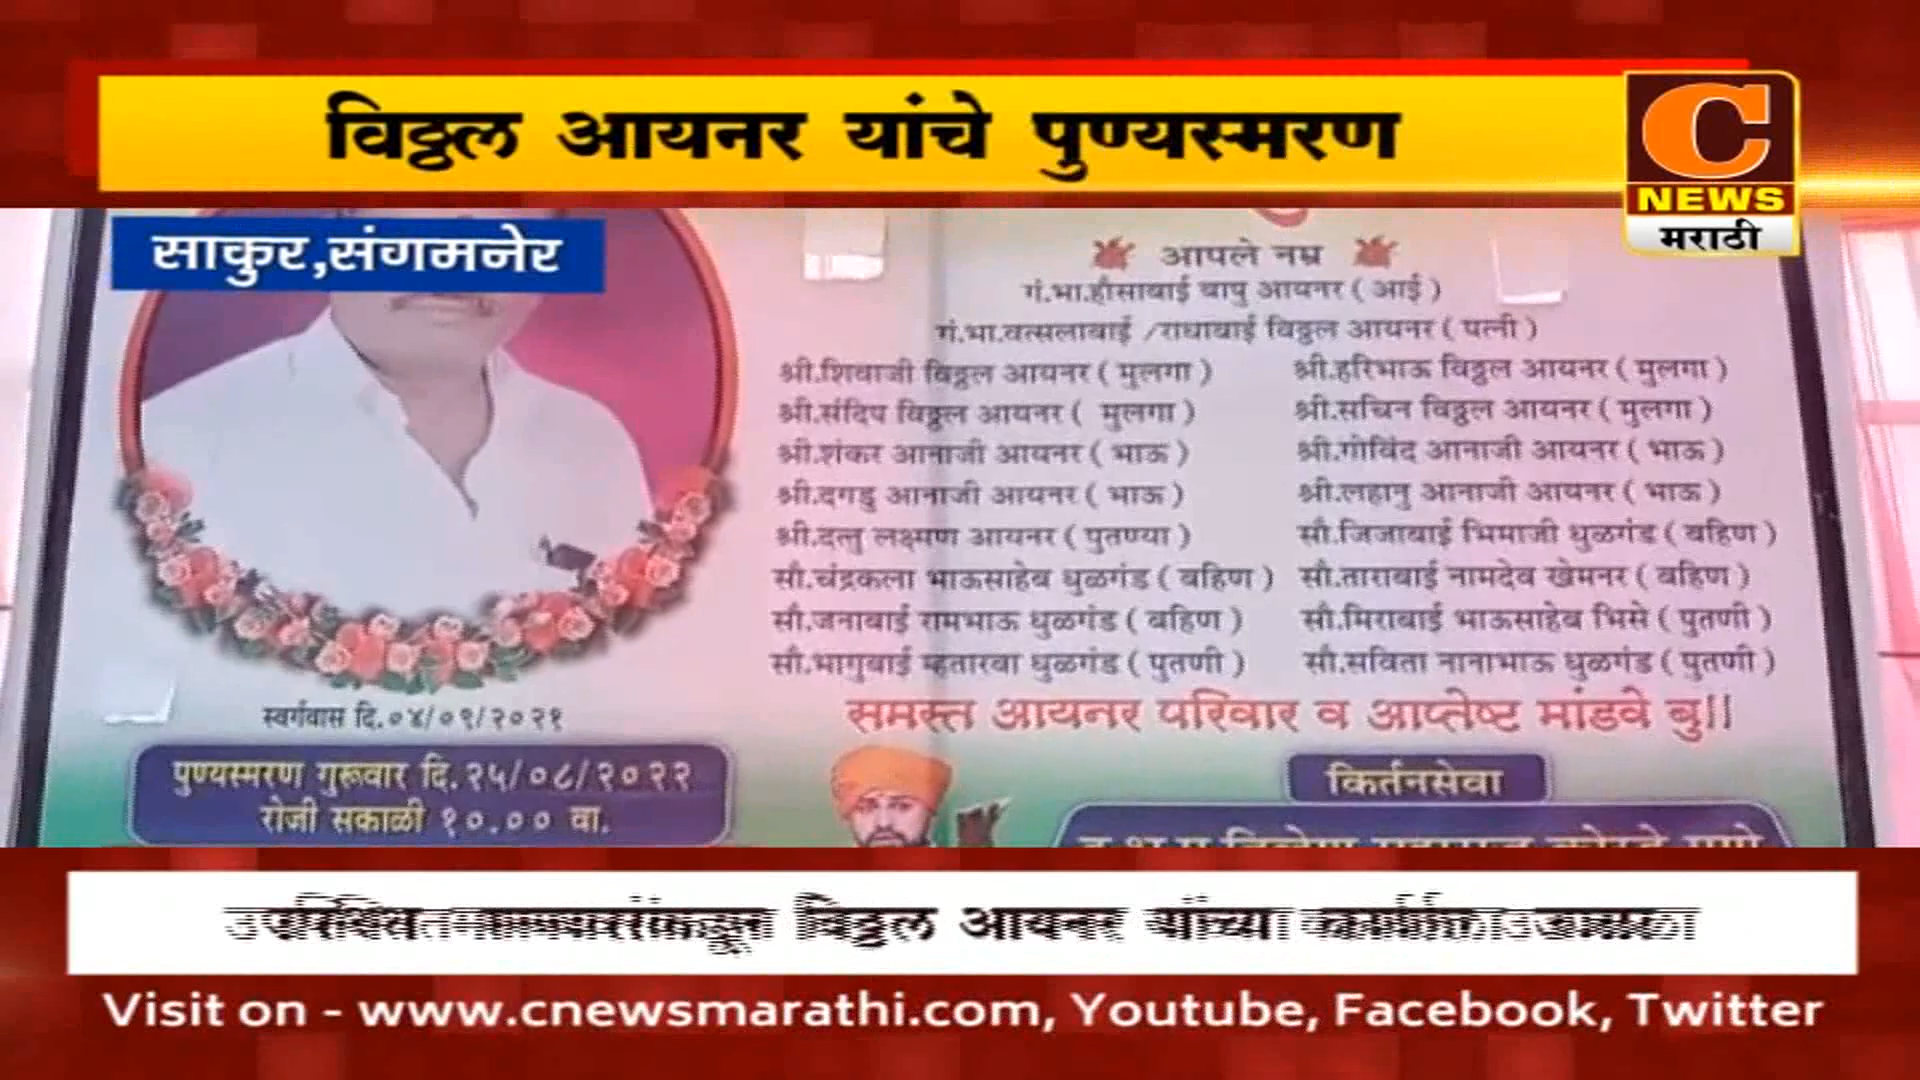 विठ्ठल आयनर यांचे पुण्यस्मरण
C
NEWS
मराठी
साकुर,संगमनेर
आपले नम्र
गं.भा.हौसाबाई बापु आयनर ( आई )
गं.भा.वत्सलाबाई /राधाबाई विठ्ठल आयनर ( पत्नी )
श्री.शिवाजी विठ्ठल आयनर ( मुलगा ) श्री.हरिभाऊ विठ्ठल आयनर ( मुलगा )
श्री.संदिप विठ्ठल आयनर ( मुलगा ) श्री.सचिन विठ्ठल आयनर ( मुलगा )
श्री.शंकर आनाजी आयनर ( भाऊ ) श्री.गोविंद आनाजी आयनर ( भाऊ )
श्री.दगडु आनाजी आयनर ( भाऊ ) श्री.लहानु आनाजी आयनर ( भाऊ )
श्री.दलु लक्ष्मण आयनर ( पुतण्या ) सौ.जिजाबाई भिमाजी धुळगंड ( बहिण )
सौ.चंद्रकला भाऊसाहेब धुळगंड ( बहिण ) सौ.ताराबाई नामदेव खेमनर ( बहिण )
सौ.जनाबाई रामभाऊ धुळगंड ( बहिण ) सौ.मिराबाई भाऊसाहेब भिसे ( पुतणी )
सौ.भागुबाई म्हतारबा धुळगंड ( पुतणी ) सौ.सविता नानाभाऊ धुळगंड ( पुतणी )
समस्त आयनर परिवार व आप्तेष्ट मांडवे बु||
स्वर्गवास दि.०४/०९/२०२१
पुण्यस्मरण गुरूवार दि.२५/०८/२०२२
रोजी सकाळी १०.०० वा.
किर्तनसेवा
विठ्ठल आयनर यांच्या
Visit on - www.cnewsmarathi.com, Youtube, Facebook, Twitter